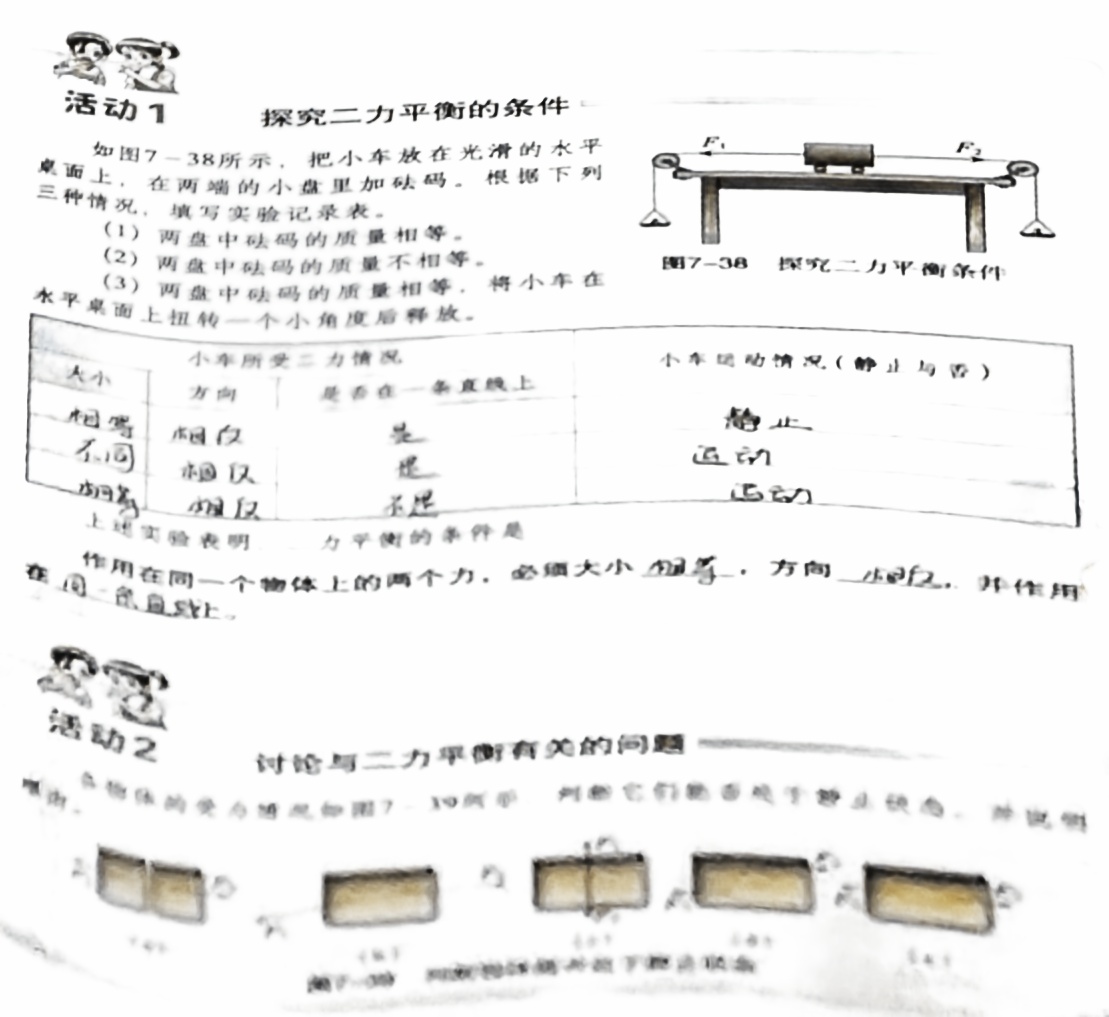 活动1 探究二力平衡的条件
如图7-38所示，把小车放在光滑的水平
桌面上，在两端的小盘里加砝码。根据下列
三种情况，填写实验记录表。
(1) 两盘中砝码的质量相等。
(2) 两盘中砝码的质量不相等。
(3) 两盘中砝码的质量相等，将小车在
水平桌面上扭转一个小角度后释放。
F₁ F₂
图7-38 探究二力平衡条件
小车所受二力情况 小车运动情况(静止与否)
大小 方向 是否在一条直线上
相等 相反 是 静止
不同 相反 是 运动
相等 相反 不是 运动
上述实验表明 力平衡的条件是
作用在同一个物体上的两个力，必须大小 相等 ，方向 相反 ，并作用
在 同一条直线上。
活动2 讨论与二力平衡有关的问题
各物体的受力情况如图7-39所示 判断它们能否处于静止状态，并说明
理由。
图7-39